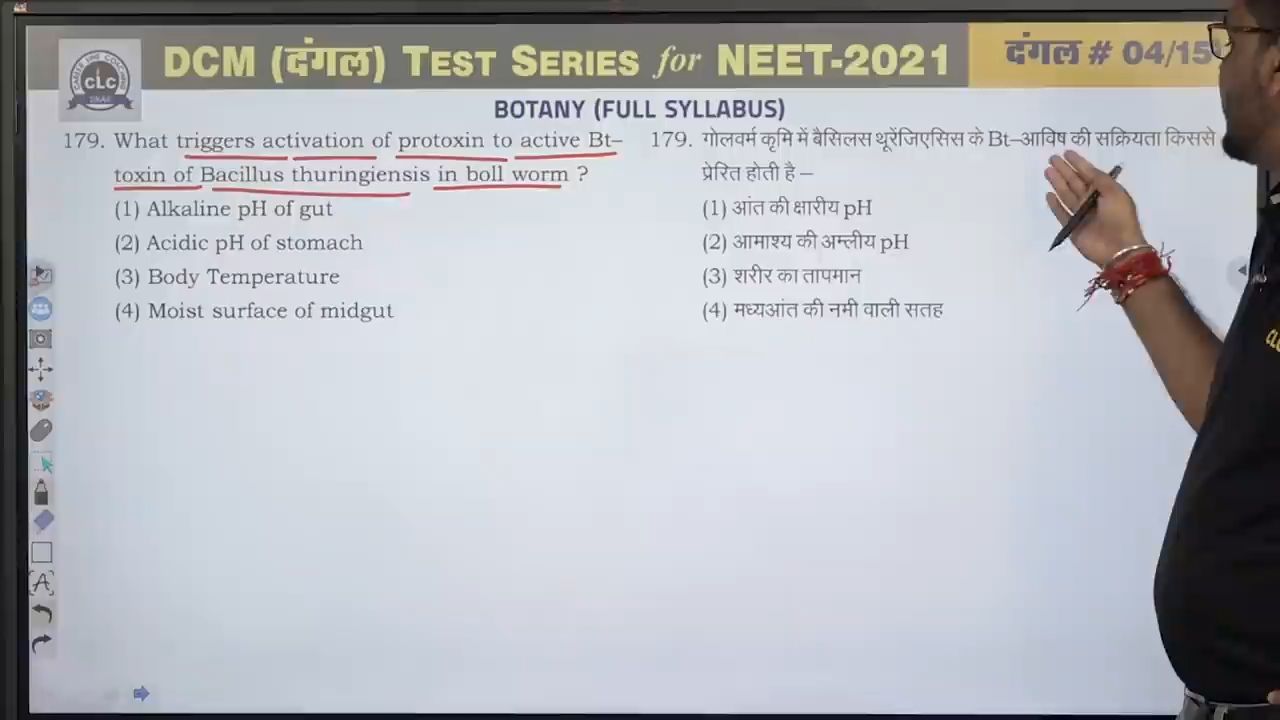 DCM (दंगल) TEST SERIES for NEET-2021
दंगल # 04/15
CLC
BOTANY (FULL SYLLABUS)
179. What triggers activation of protoxin to active Bt–
toxin of Bacillus thuringiensis in boll worm ?
(1) Alkaline pH of gut
(2) Acidic pH of stomach
(3) Body Temperature
(4) Moist surface of midgut
179. गोलवर्म कृमि में बैसिलस थूरेंजिएसिस के Bt–आविष की सक्रियता किससे
प्रेरित होती है –
(1) आंत की क्षारीय pH
(2) आमाश्य की अम्लीय pH
(3) शरीर का तापमान
(4) मध्यआंत की नमी वाली सतह
A